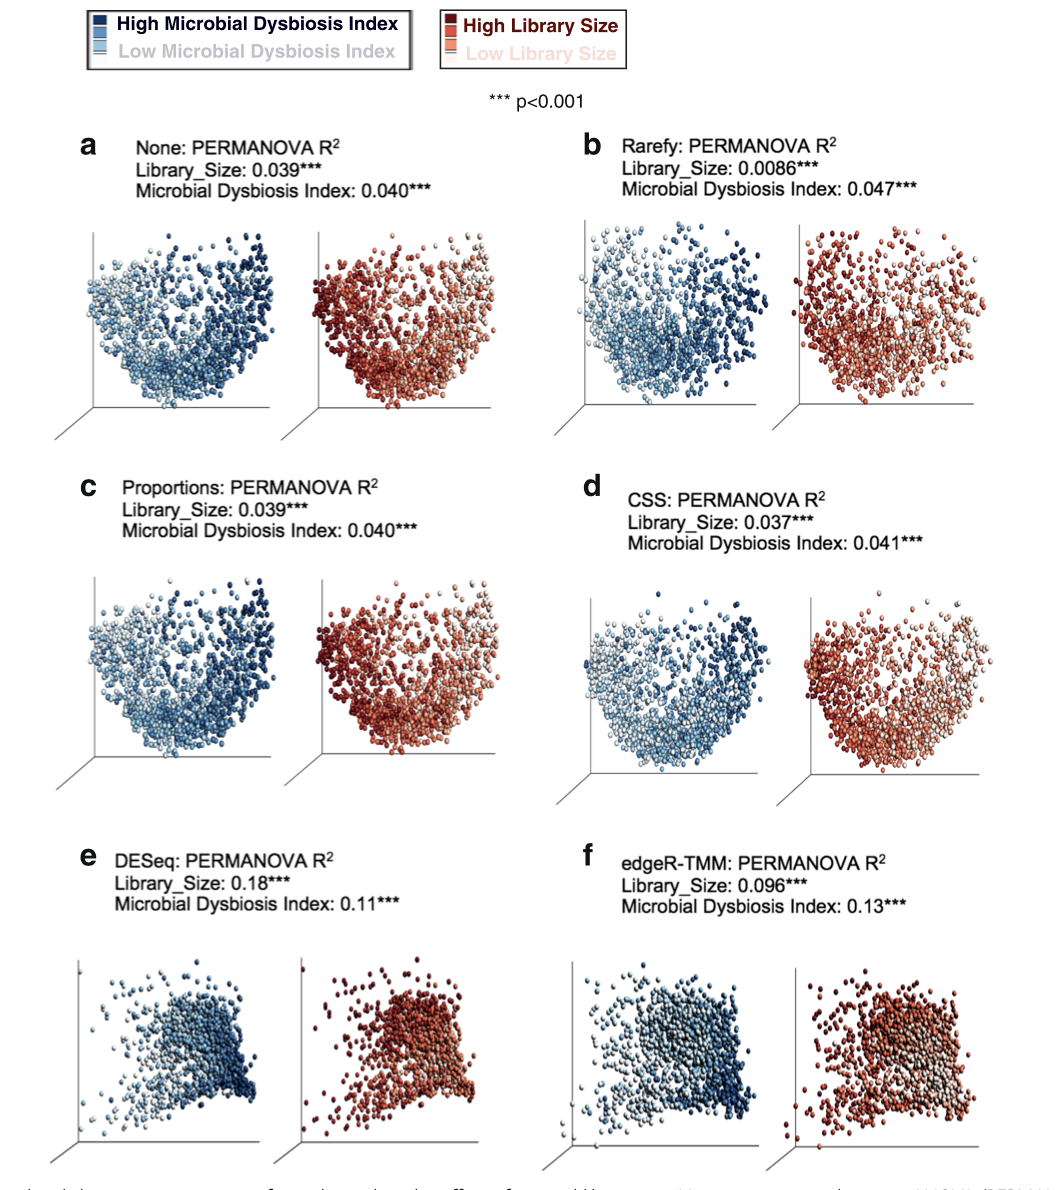 High Microbial Dysbiosis Index
Low Microbial Dysbiosis Index
High Library Size
Low Library Size
*** p<0.001
a
None: PERMANOVA R²
Library_Size: 0.039***
Microbial Dysbiosis Index: 0.040***
b
Rarefy: PERMANOVA R²
Library_Size: 0.0086***
Microbial Dysbiosis Index: 0.047***
c
Proportions: PERMANOVA R²
Library_Size: 0.039***
Microbial Dysbiosis Index: 0.040***
d
CSS: PERMANOVA R²
Library_Size: 0.037***
Microbial Dysbiosis Index: 0.041***
e
DESeq: PERMANOVA R²
Library_Size: 0.18***
Microbial Dysbiosis Index: 0.11***
f
edgeR-TMM: PERMANOVA R²
Library_Size: 0.096***
Microbial Dysbiosis Index: 0.13***